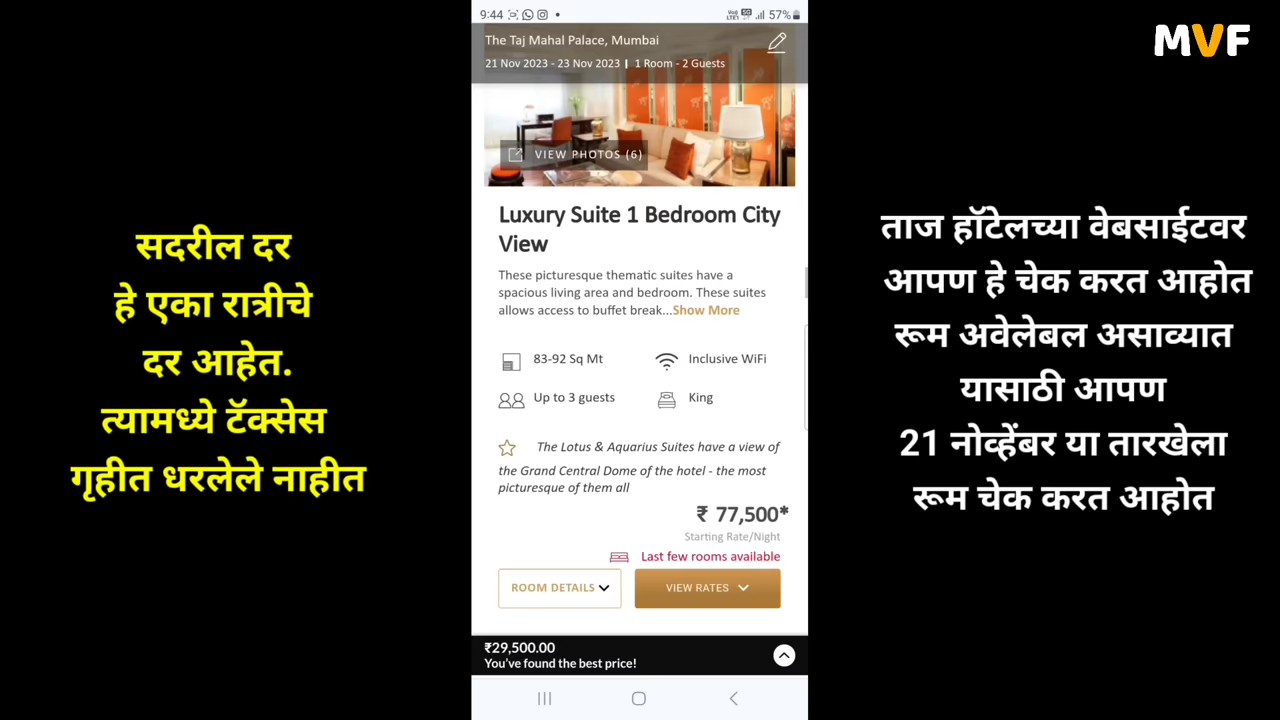 सदरील दर
हे एका रात्रीचे
दर आहेत.
त्यामध्ये टॅक्सेस
गृहीत धरलेले नाहीत
9:44
57%
The Taj Mahal Palace, Mumbai
21 Nov 2023 - 23 Nov 2023 | 1 Room - 2 Guests
VIEW PHOTOS (6)
Luxury Suite 1 Bedroom City
View
These picturesque thematic suites have a
spacious living area and bedroom. These suites
allows access to buffet break...Show More
83-92 Sq Mt
Inclusive WiFi
Up to 3 guests
King
The Lotus & Aquarius Suites have a view of
the Grand Central Dome of the hotel - the most
picturesque of them all
₹ 77,500*
Starting Rate/Night
Last few rooms available
ROOM DETAILS
VIEW RATES
₹29,500.00
You've found the best price!
MVF
ताज हॉटेलच्या वेबसाईटवर
आपण हे चेक करत आहोत
रूम अवेलेबल असाव्यात
यासाठी आपण
21 नोव्हेंबर या तारखेला
रूम चेक करत आहोत